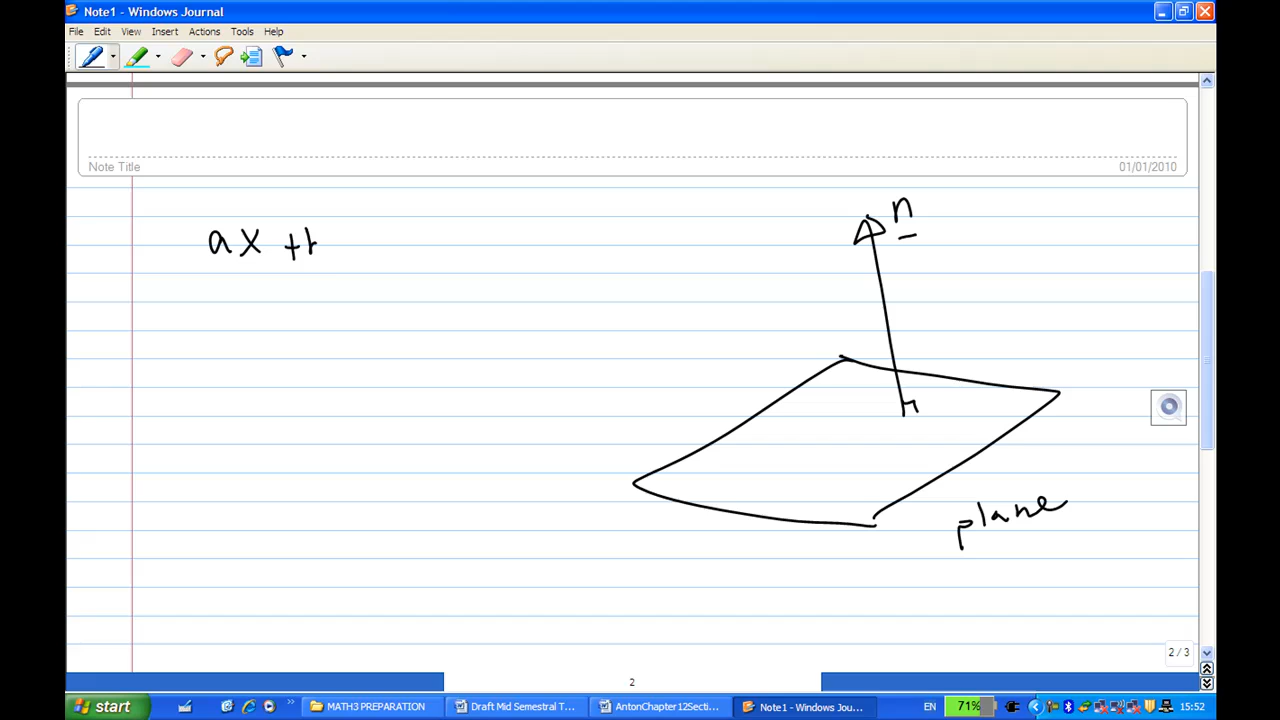 Note1 - Windows Journal
File Edit View Insert Actions Tools Help
Note Title
01/01/2010
n
ax +
plane
2 / 3
2
start
MATH3 PREPARATION
Draft Mid Semestral T...
AntonChapter12Secti...
Note1 - Windows Jou...
EN
71%
15:52